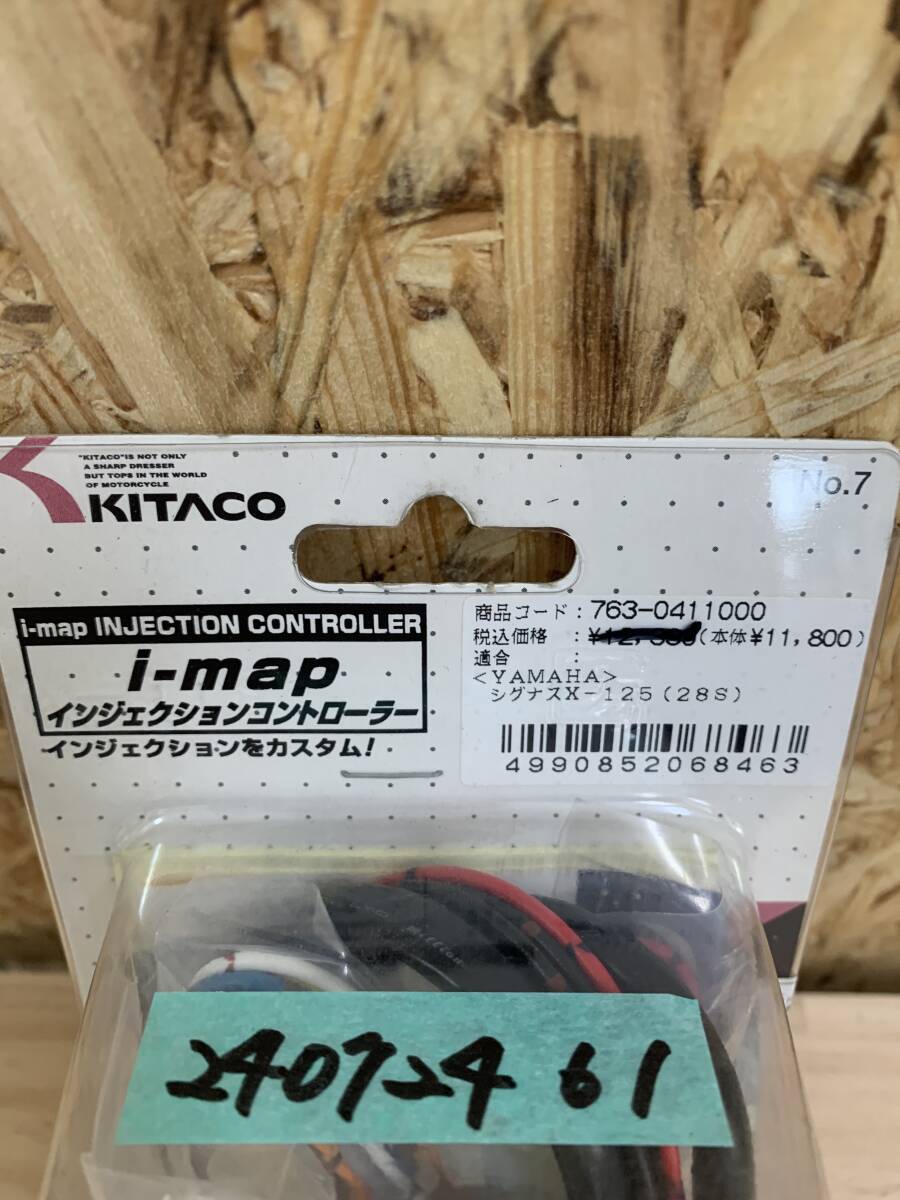 "KITACO"IS NOT ONLY
A SHARP DRESSER
BUT TOPS IN THE WORLD
OF MOTORCYCLE
KITACO
No.7
i-map INJECTION CONTROLLER
i-map
インジェクションコントローラー
インジェクションをカスタム!
商品コード:763-0411000
税込価格 :(本体¥11,800)
適合 :
<YAMAHA>
シグナスX-125(28S)
4990852068463
240724 61